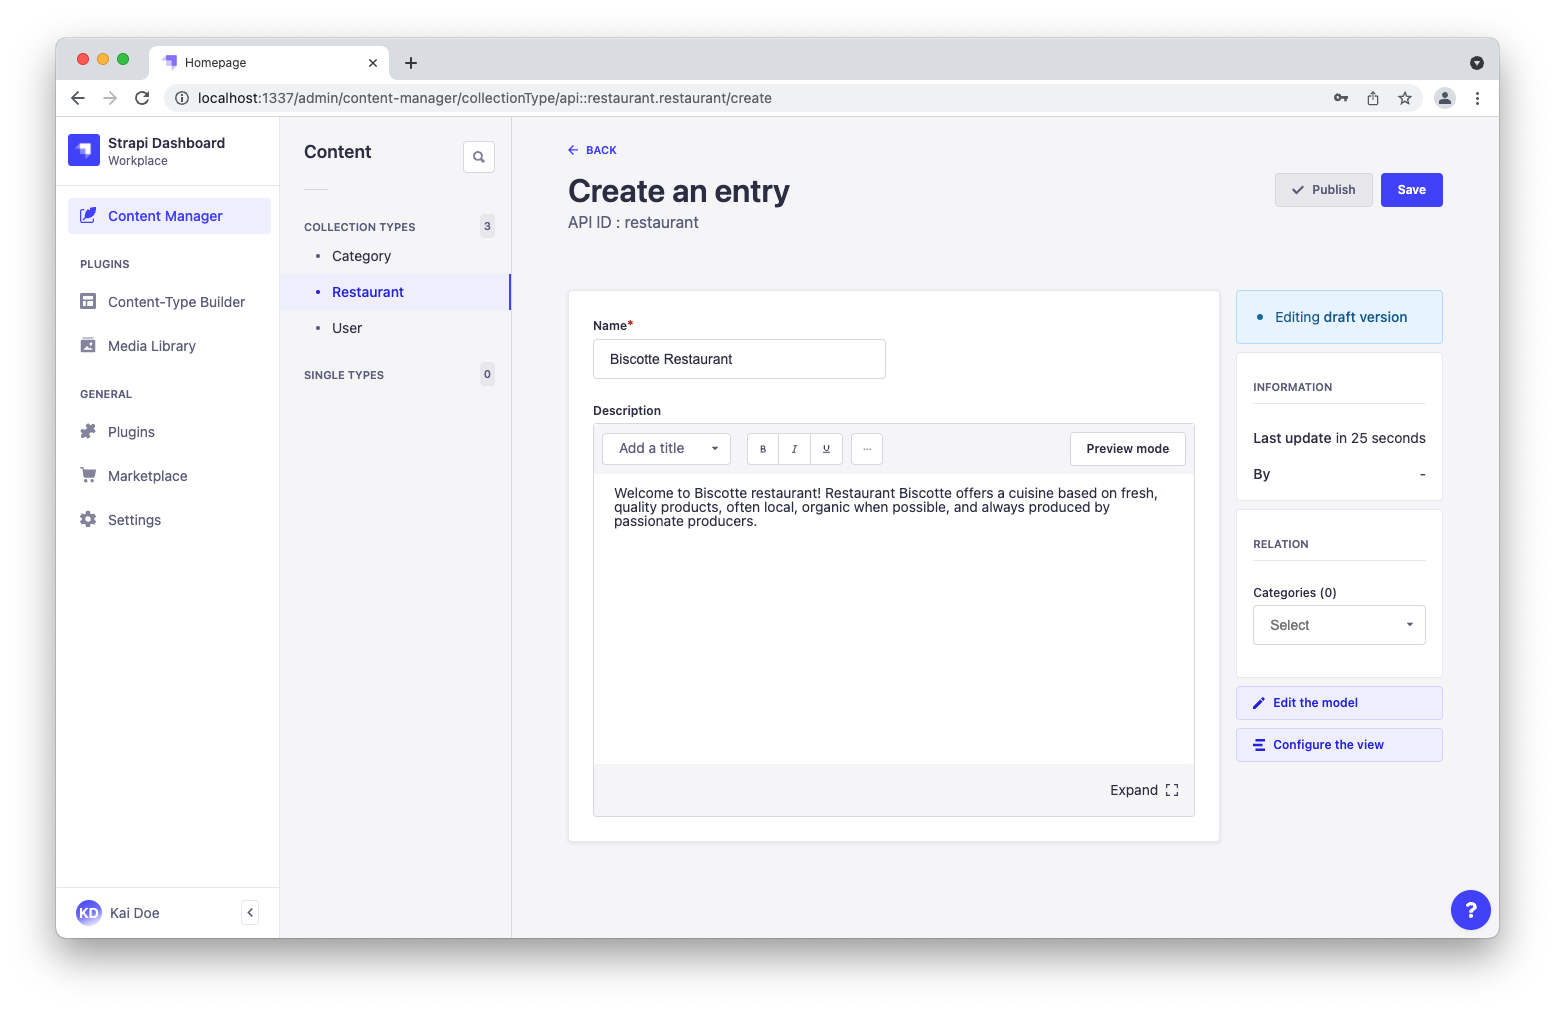 Homepage
localhost:1337/admin/content-manager/collectionType/api::restaurant.restaurant/create
Strapi Dashboard
Workplace
Content Manager
PLUGINS
Content-Type Builder
Media Library
GENERAL
Plugins
Marketplace
Settings
KD Kai Doe
Content
COLLECTION TYPES 3
Category
Restaurant
User
SINGLE TYPES 0
BACK
Create an entry
API ID : restaurant
Publish
Save
Name*
Biscotte Restaurant
Description
Add a title
B I U ...
Preview mode
Welcome to Biscotte restaurant! Restaurant Biscotte offers a cuisine based on fresh,
quality products, often local, organic when possible, and always produced by
passionate producers.
Expand
Editing draft version
INFORMATION
Last update in 25 seconds
By -
RELATION
Categories (0)
Select
Edit the model
Configure the view
?